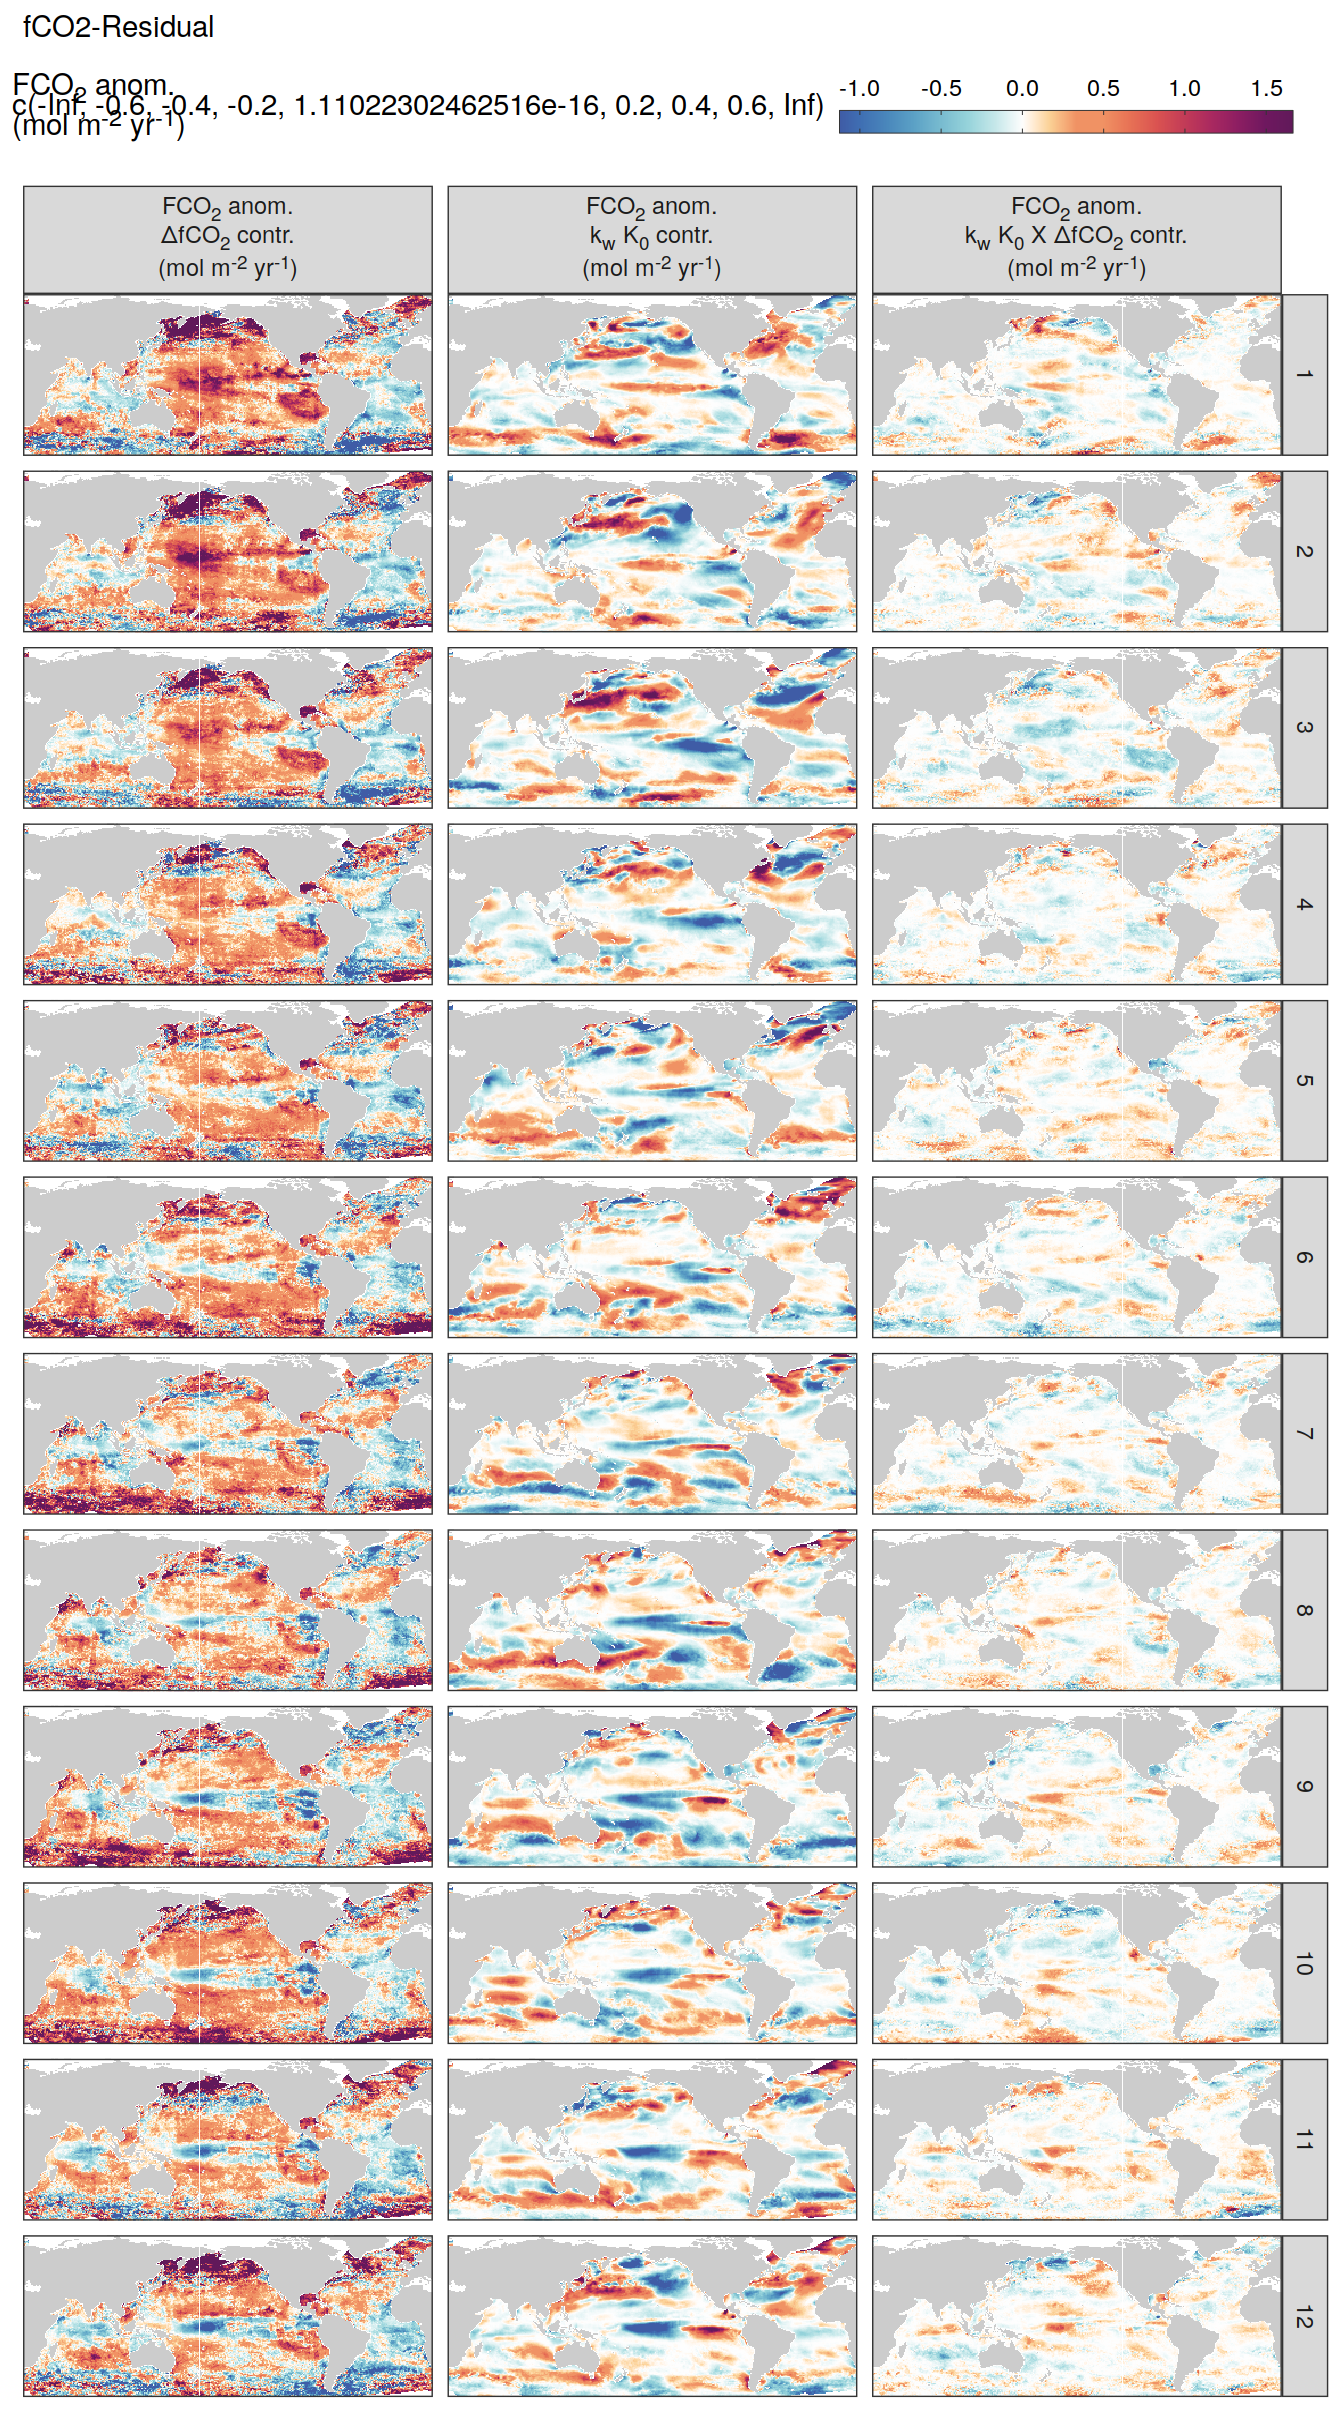 fCO2-Residual
FCO₂ anom.
c(-Inf, -0.6, -0.4, -0.2, 1.11022302462516e-16, 0.2, 0.4, 0.6, Inf)
(mol m⁻² yr⁻¹)
-1.0 -0.5 0.0 0.5 1.0 1.5
FCO₂ anom.
ΔfCO₂ contr.
(mol m⁻² yr⁻¹)
FCO₂ anom.
k_w K₀ contr.
(mol m⁻² yr⁻¹)
FCO₂ anom.
k_w K₀ X ΔfCO₂ contr.
(mol m⁻² yr⁻¹)
1
2
3
4
5
6
7
8
9
10
11
12